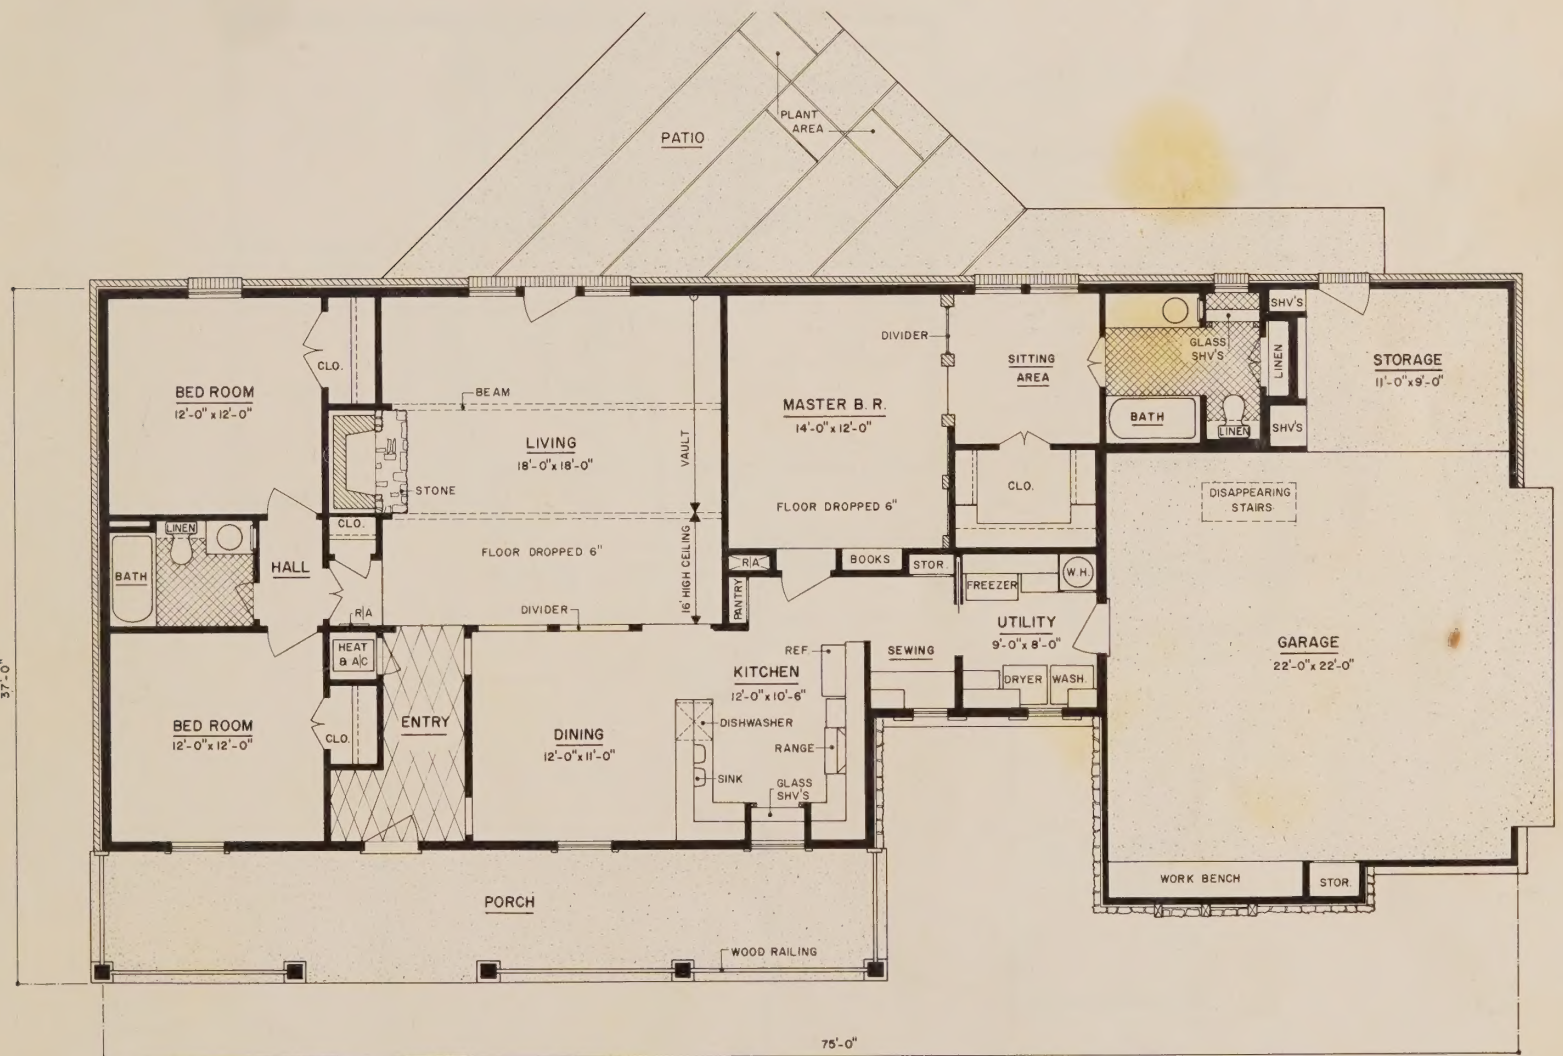 PLANT
AREA
PATIO
DIVIDER
SHV'S
GLASS
SHV'S
LINEN
CLO.
BED ROOM
12'-0" x 12'-0"
BEAM
SITTING
AREA
STORAGE
11'-0" x 9'-0"
MASTER B. R.
14'-0" x 12'-0"
BATH
LINEN
SHV'S
LIVING
18'-0" x 18'-0"
VAULT
STONE
CLO.
DISAPPEARING
STAIRS
FLOOR DROPPED 6"
LINEN
CLO.
BATH
HALL
FLOOR DROPPED 6"
16' HIGH CEILING
R|A
BOOKS
STOR.
FREEZER
W.H.
PANTRY
R|A
DIVIDER
UTILITY
9'-0" x 8'-0"
HEAT
& A|C
REF.
SEWING
GARAGE
22'-0" x 22'-0"
KITCHEN
12'-0" x 10'-6"
DRYER
WASH.
37'-0"
BED ROOM
12'-0" x 12'-0"
CLO.
ENTRY
DINING
12'-0" x 11'-0"
DISHWASHER
RANGE
SINK
GLASS
SHV'S
WORK BENCH
STOR.
PORCH
WOOD RAILING
75'-0"